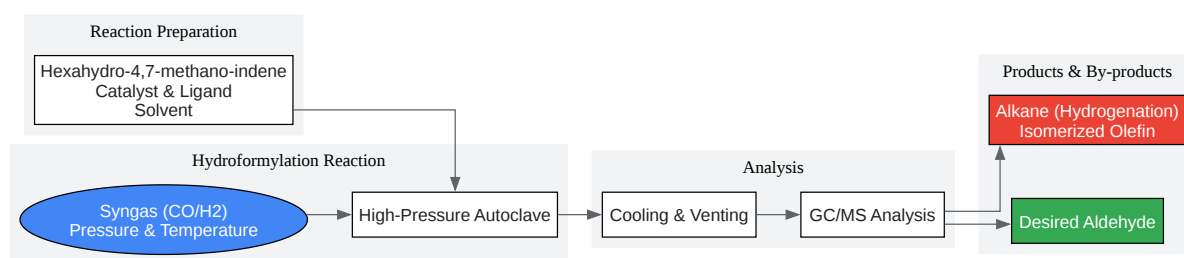 Reaction Preparation
Hexahydro-4,7-methano-indene
Catalyst & Ligand
Solvent
Hydroformylation Reaction
Syngas (CO/H2)
Pressure & Temperature
High-Pressure Autoclave
Analysis
Cooling & Venting
GC/MS Analysis
Products & By-products
Alkane (Hydrogenation)
Isomerized Olefin
Desired Aldehyde